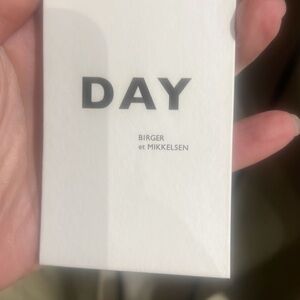 DAY
BIRGER
et MIKKELSEN